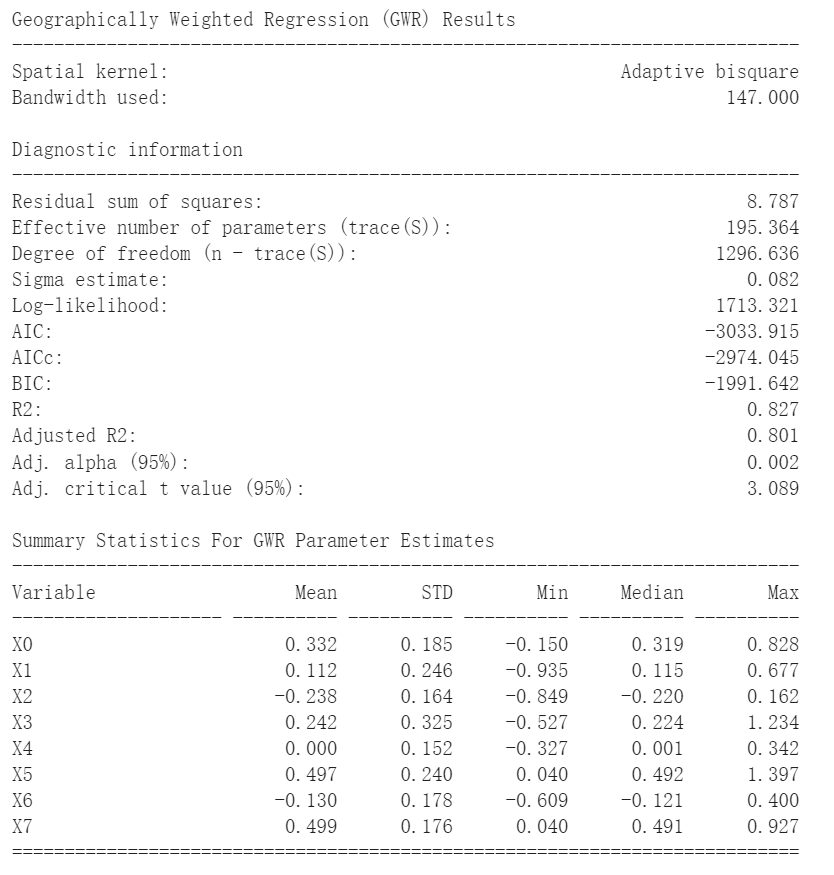 Geographically Weighted Regression (GWR) Results
---------------------------------------------------------------------------
Spatial kernel:                                           Adaptive bisquare
Bandwidth used:                                                     147.000

Diagnostic information
---------------------------------------------------------------------------
Residual sum of squares:                                              8.787
Effective number of parameters (trace(S)):                          195.364
Degree of freedom (n - trace(S)):                                  1296.636
Sigma estimate:                                                       0.082
Log-likelihood:                                                    1713.321
AIC:                                                              -3033.915
AICc:                                                             -2974.045
BIC:                                                              -1991.642
R2:                                                                   0.827
Adjusted R2:                                                          0.801
Adj. alpha (95%):                                                     0.002
Adj. critical t value (95%):                                          3.089

Summary Statistics For GWR Parameter Estimates
---------------------------------------------------------------------------
Variable                   Mean        STD        Min     Median        Max
-------------------- ---------- ---------- ---------- ---------- ----------
X0                        0.332      0.185     -0.150      0.319      0.828
X1                        0.112      0.246     -0.935      0.115      0.677
X2                       -0.238      0.164     -0.849     -0.220      0.162
X3                        0.242      0.325     -0.527      0.224      1.234
X4                        0.000      0.152     -0.327      0.001      0.342
X5                        0.497      0.240      0.040      0.492      1.397
X6                       -0.130      0.178     -0.609     -0.121      0.400
X7                        0.499      0.176      0.040      0.491      0.927
===========================================================================